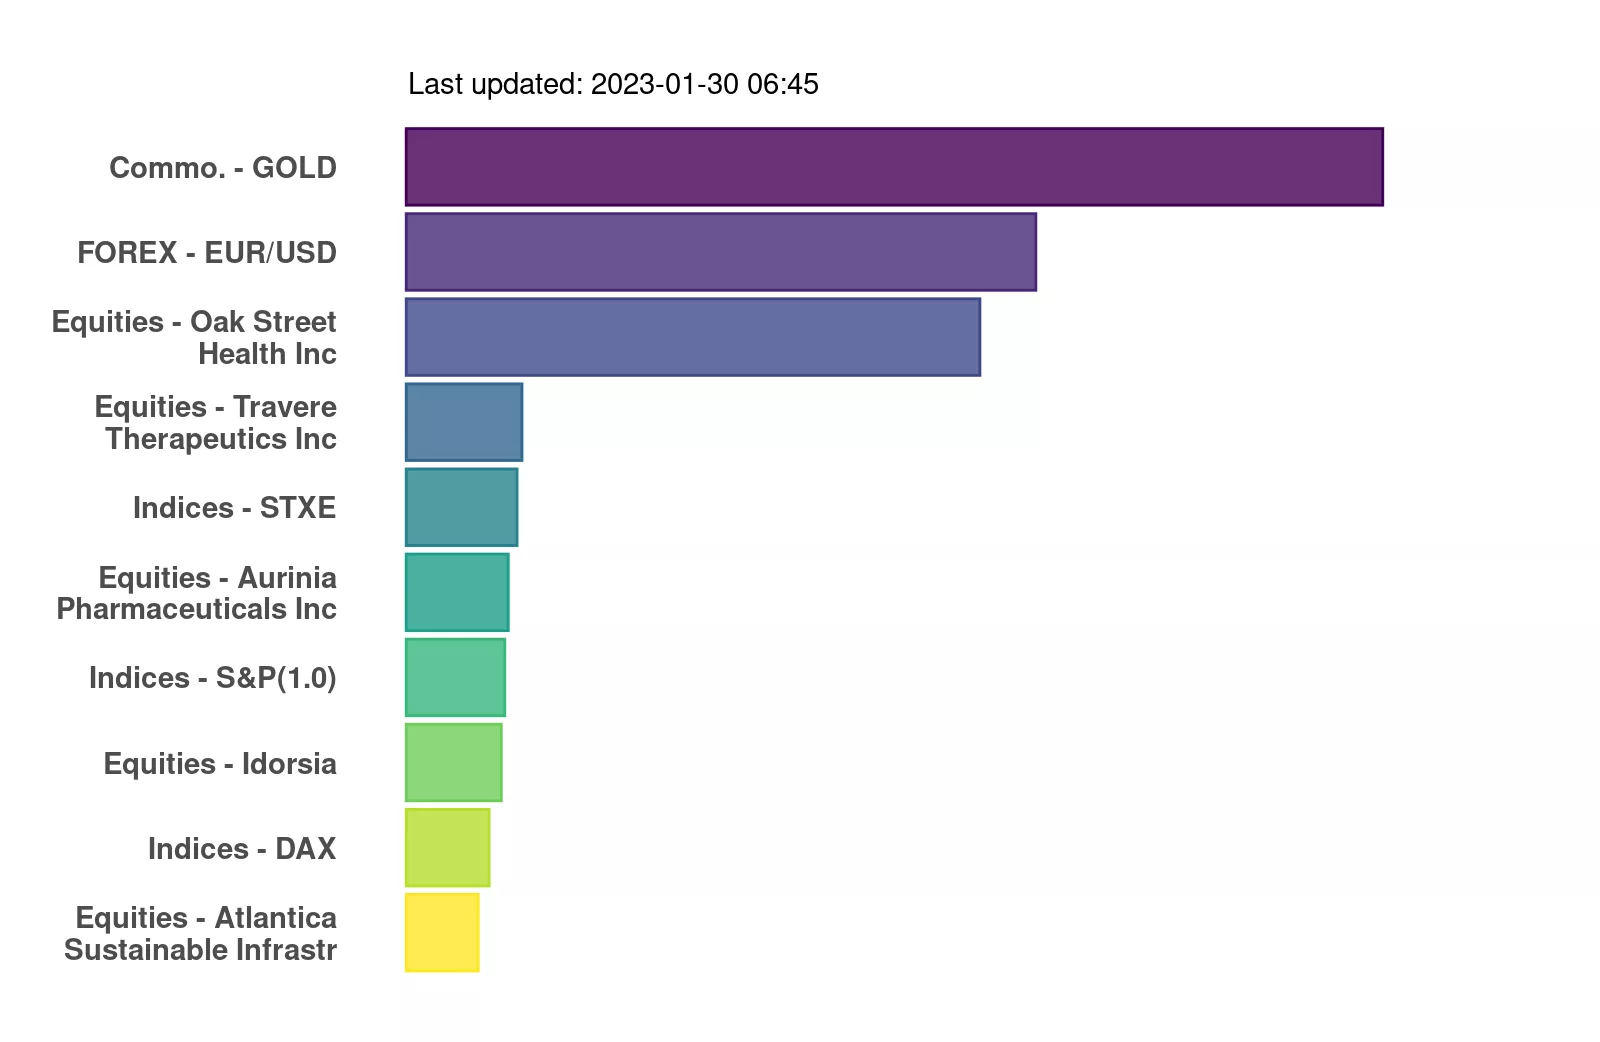 Last updated: 2023-01-30 06:45
Commo. - GOLD
FOREX - EUR/USD
Equities - Oak Street
Health Inc
Equities - Travere
Therapeutics Inc
Indices - STXE
Equities - Aurinia
Pharmaceuticals Inc
Indices - S&P(1.0)
Equities - Idorsia
Indices - DAX
Equities - Atlantica
Sustainable Infrastr